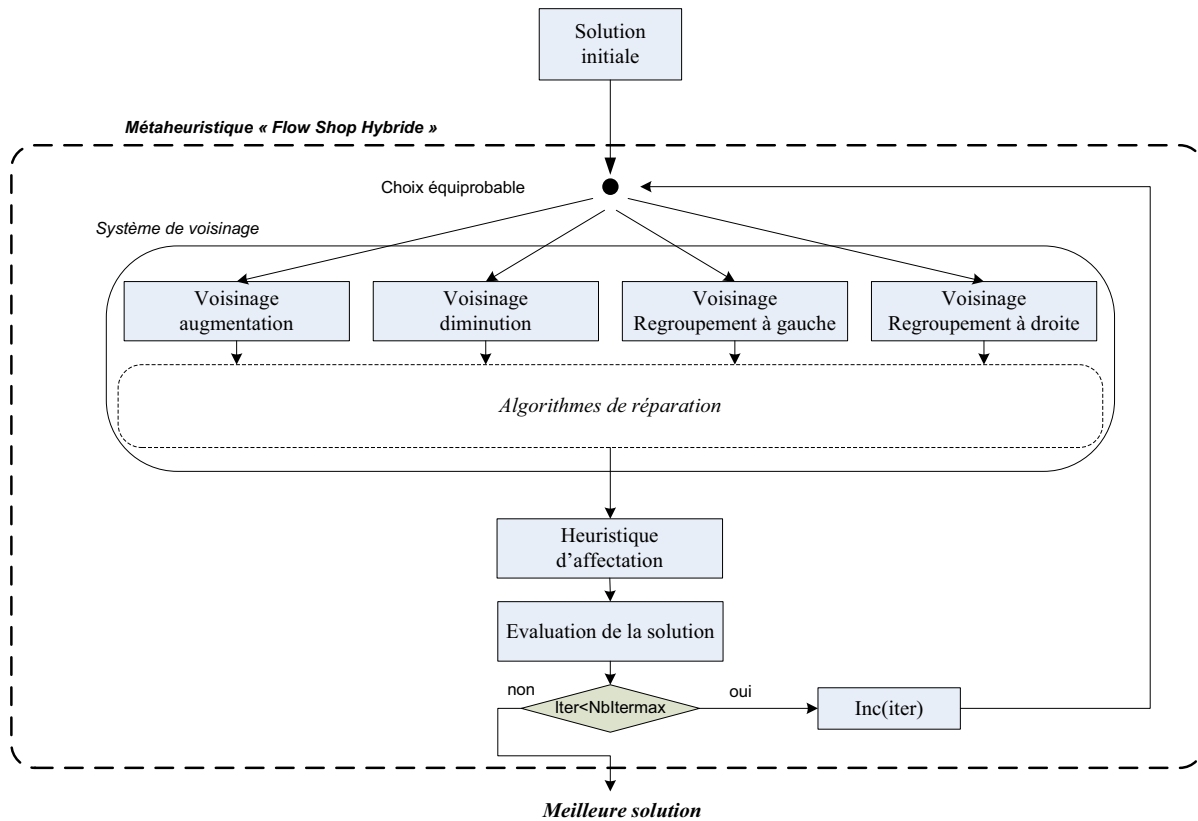 Solution
initiale
Métaheuristique « Flow Shop Hybride »
Choix équiprobable
Système de voisinage
Voisinage
augmentation
Voisinage
diminution
Voisinage
Regroupement à gauche
Voisinage
Regroupement à droite
Algorithmes de réparation
Heuristique
d’affectation
Evaluation de la solution
non
Iter<NbItermax
oui
Inc(iter)
Meilleure solution